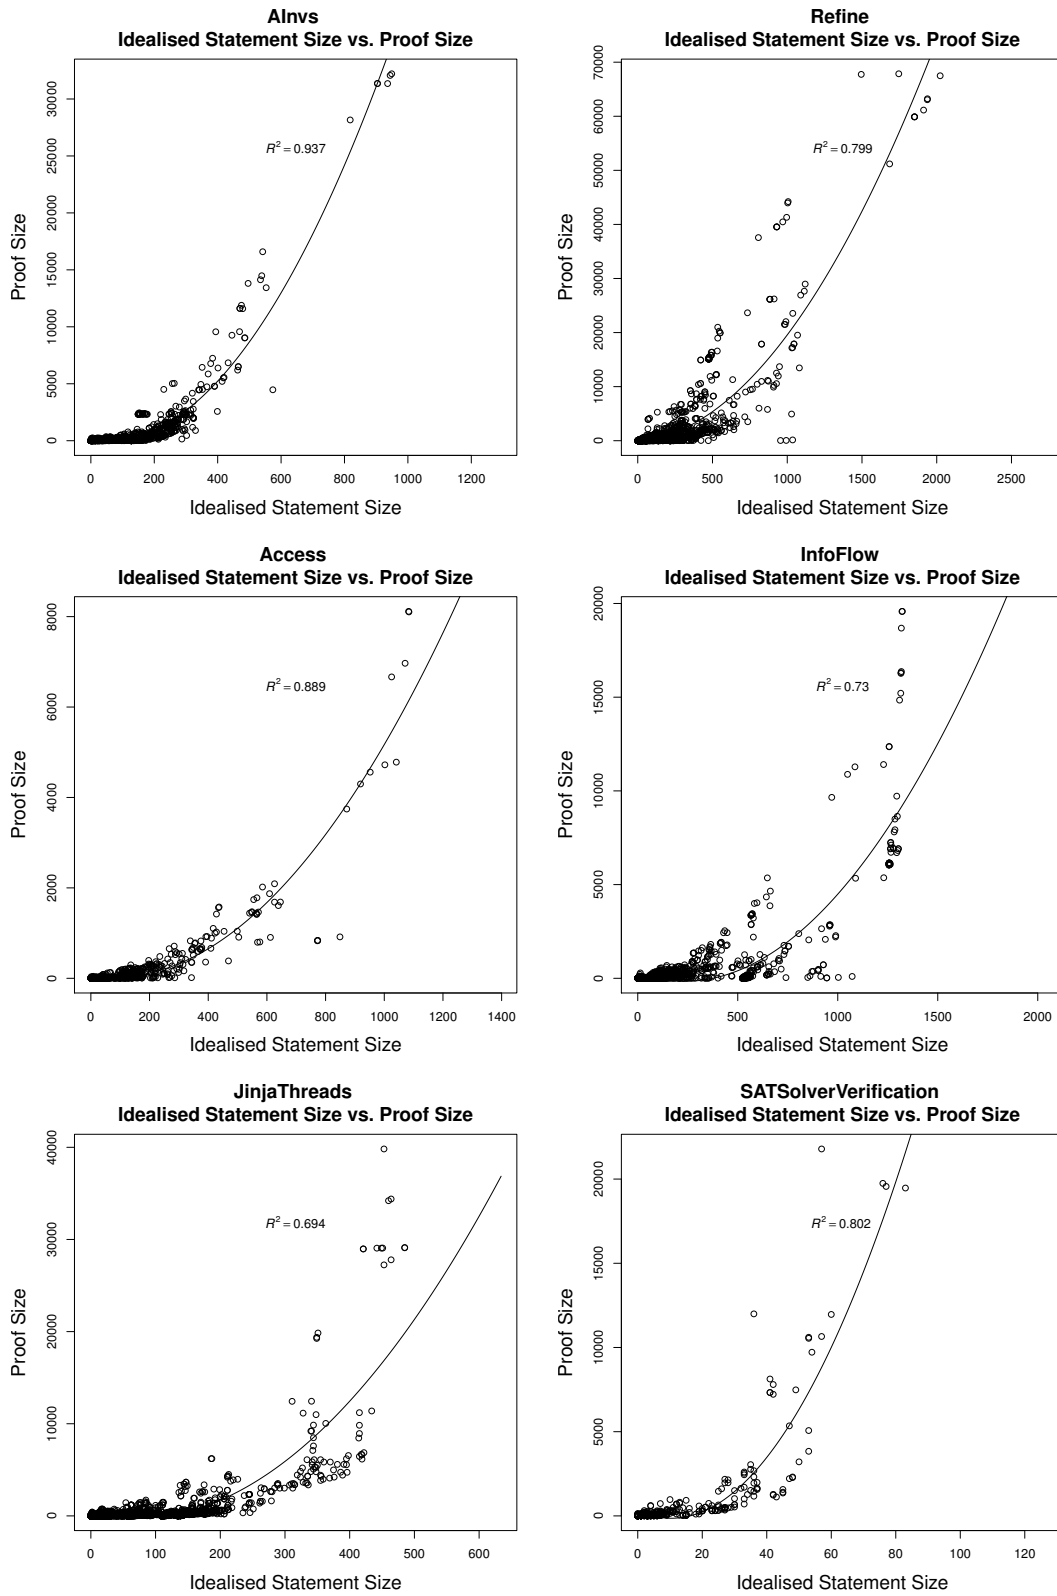 AInvs
Idealised Statement Size vs. Proof Size
30000
25000
20000
15000
10000
5000
0
Proof Size
R² = 0.937
0 200 400 600 800 1000 1200
Idealised Statement Size
Refine
Idealised Statement Size vs. Proof Size
70000
60000
50000
40000
30000
20000
10000
0
Proof Size
R² = 0.799
0 500 1000 1500 2000 2500
Idealised Statement Size
Access
Idealised Statement Size vs. Proof Size
8000
6000
4000
2000
0
Proof Size
R² = 0.889
0 200 400 600 800 1000 1200 1400
Idealised Statement Size
InfoFlow
Idealised Statement Size vs. Proof Size
20000
15000
10000
5000
0
Proof Size
R² = 0.73
0 500 1000 1500 2000
Idealised Statement Size
JinjaThreads
Idealised Statement Size vs. Proof Size
40000
30000
20000
10000
0
Proof Size
R² = 0.694
0 100 200 300 400 500 600
Idealised Statement Size
SATSolverVerification
Idealised Statement Size vs. Proof Size
20000
15000
10000
5000
0
Proof Size
R² = 0.802
0 20 40 60 80 100 120
Idealised Statement Size